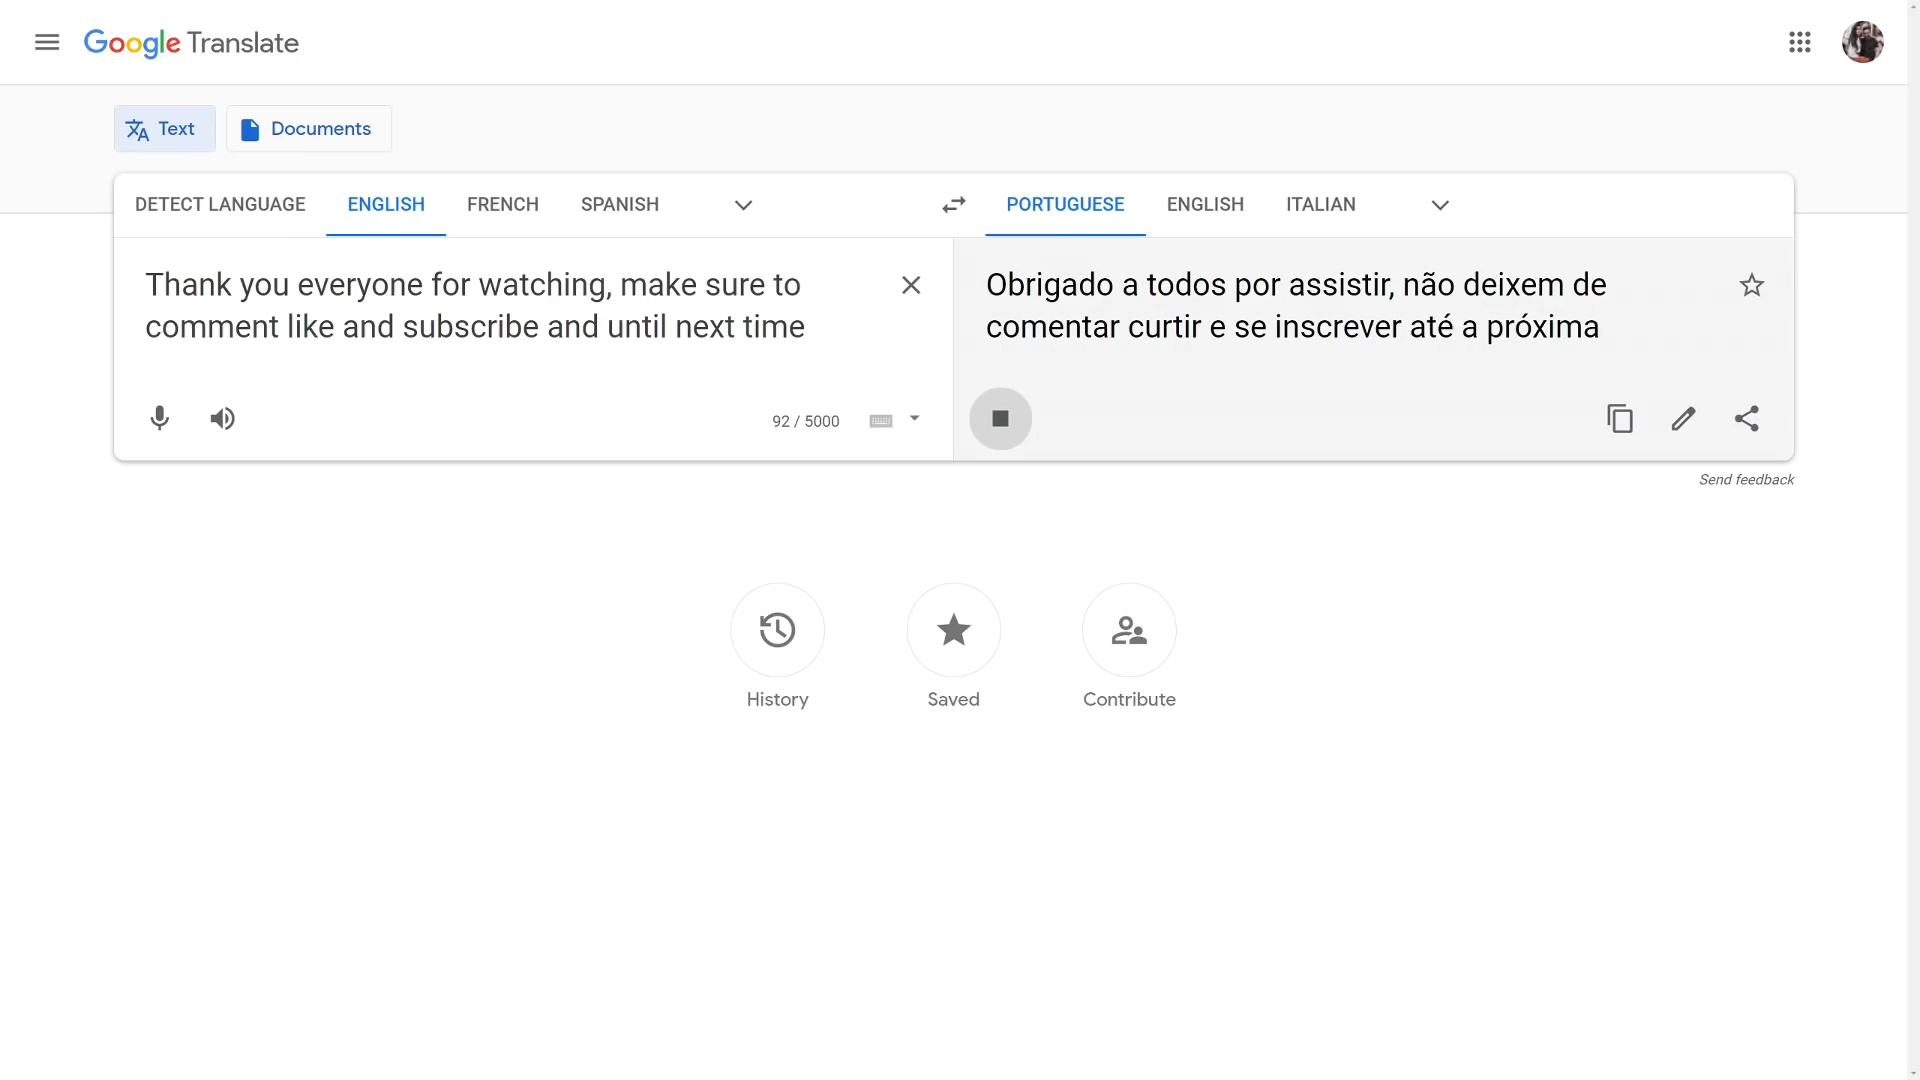 Google Translate
Text
Documents
DETECT LANGUAGE ENGLISH FRENCH SPANISH
PORTUGUESE ENGLISH ITALIAN
Thank you everyone for watching, make sure to
comment like and subscribe and until next time
92 / 5000
Obrigado a todos por assistir, não deixem de
comentar curtir e se inscrever até a próxima
Send feedback
History
Saved
Contribute